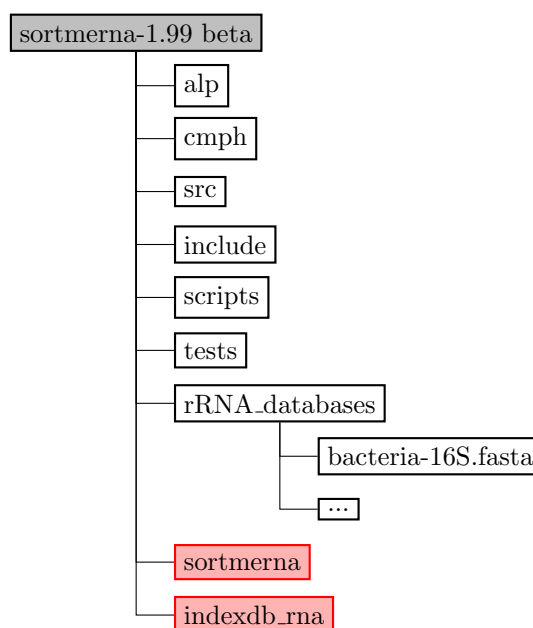 sortmerna-1.99 beta
alp
cmph
src
include
scripts
tests
rRNA_databases
bacteria-16S.fasta
...
sortmerna
indexdb_rna